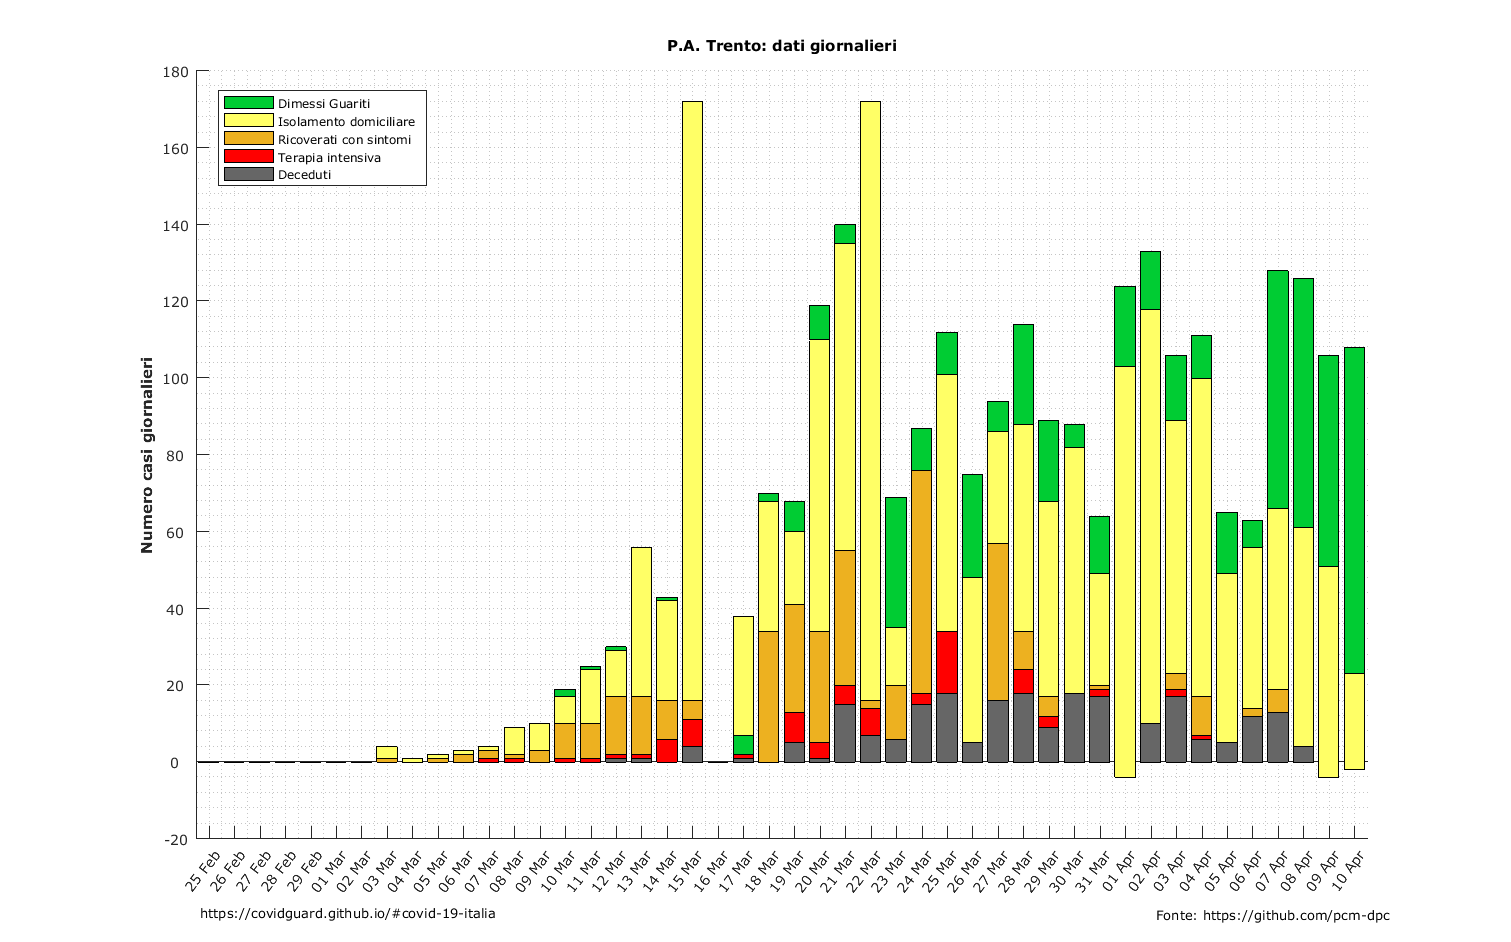 P.A. Trento: dati giornalieri
180
160
140
120
100
80
60
40
20
0
-20
Numero casi giornalieri
Dimessi Guariti
Isolamento domiciliare
Ricoverati con sintomi
Terapia intensiva
Deceduti
25 Feb
26 Feb
27 Feb
28 Feb
29 Feb
01 Mar
02 Mar
03 Mar
04 Mar
05 Mar
06 Mar
07 Mar
08 Mar
09 Mar
10 Mar
11 Mar
12 Mar
13 Mar
14 Mar
15 Mar
16 Mar
17 Mar
18 Mar
19 Mar
20 Mar
21 Mar
22 Mar
23 Mar
24 Mar
25 Mar
26 Mar
27 Mar
28 Mar
29 Mar
30 Mar
31 Mar
01 Apr
02 Apr
03 Apr
04 Apr
05 Apr
06 Apr
07 Apr
08 Apr
09 Apr
10 Apr
https://covidguard.github.io/#covid-19-italia
Fonte: https://github.com/pcm-dpc